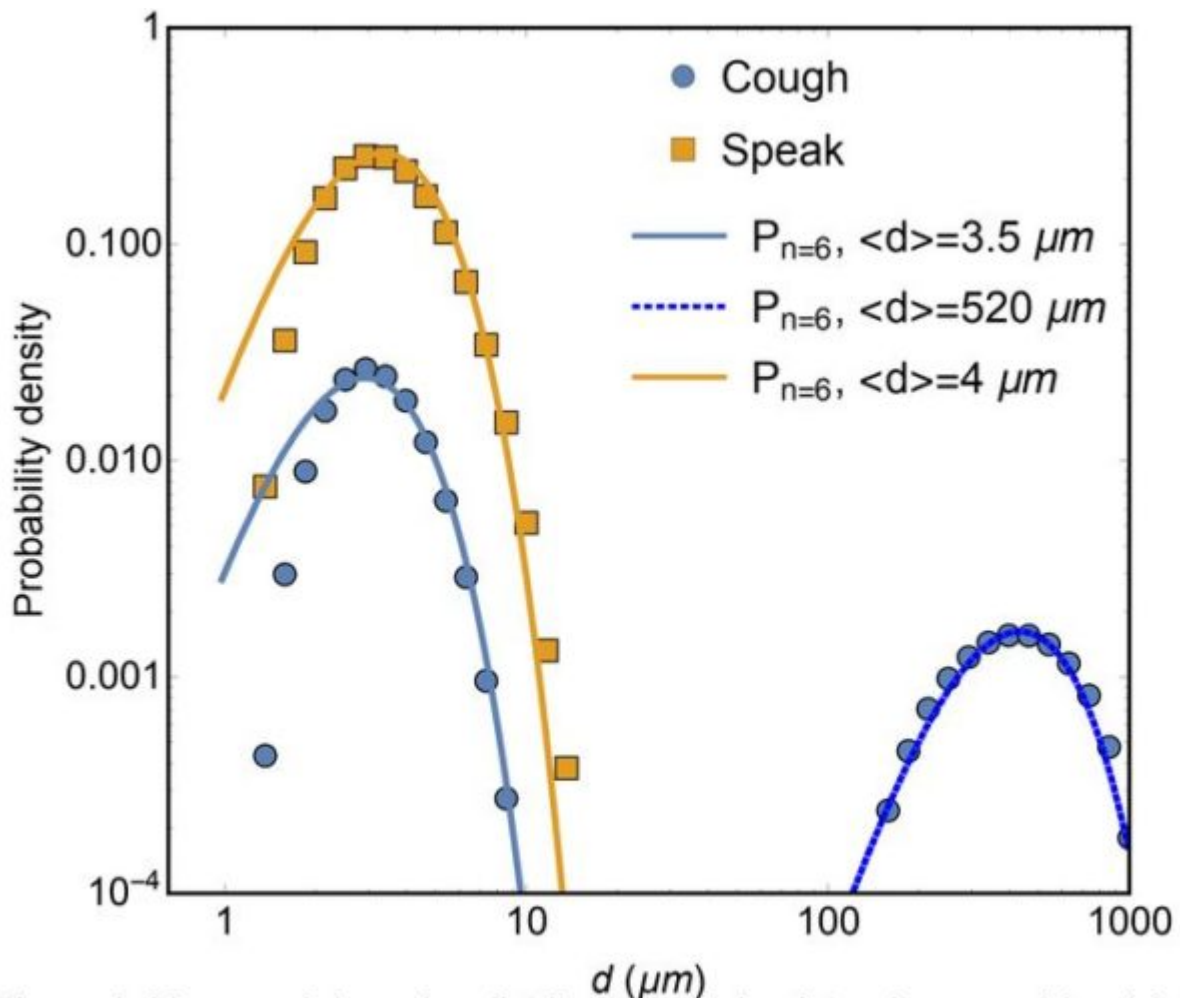 1
0.100
0.010
0.001
10⁻⁴
Probability density
Cough
Speak
Pₙ₌₆, <d>=3.5 μm
Pₙ₌₆, <d>=520 μm
Pₙ₌₆, <d>=4 μm
1
10
100
1000
d (μm)